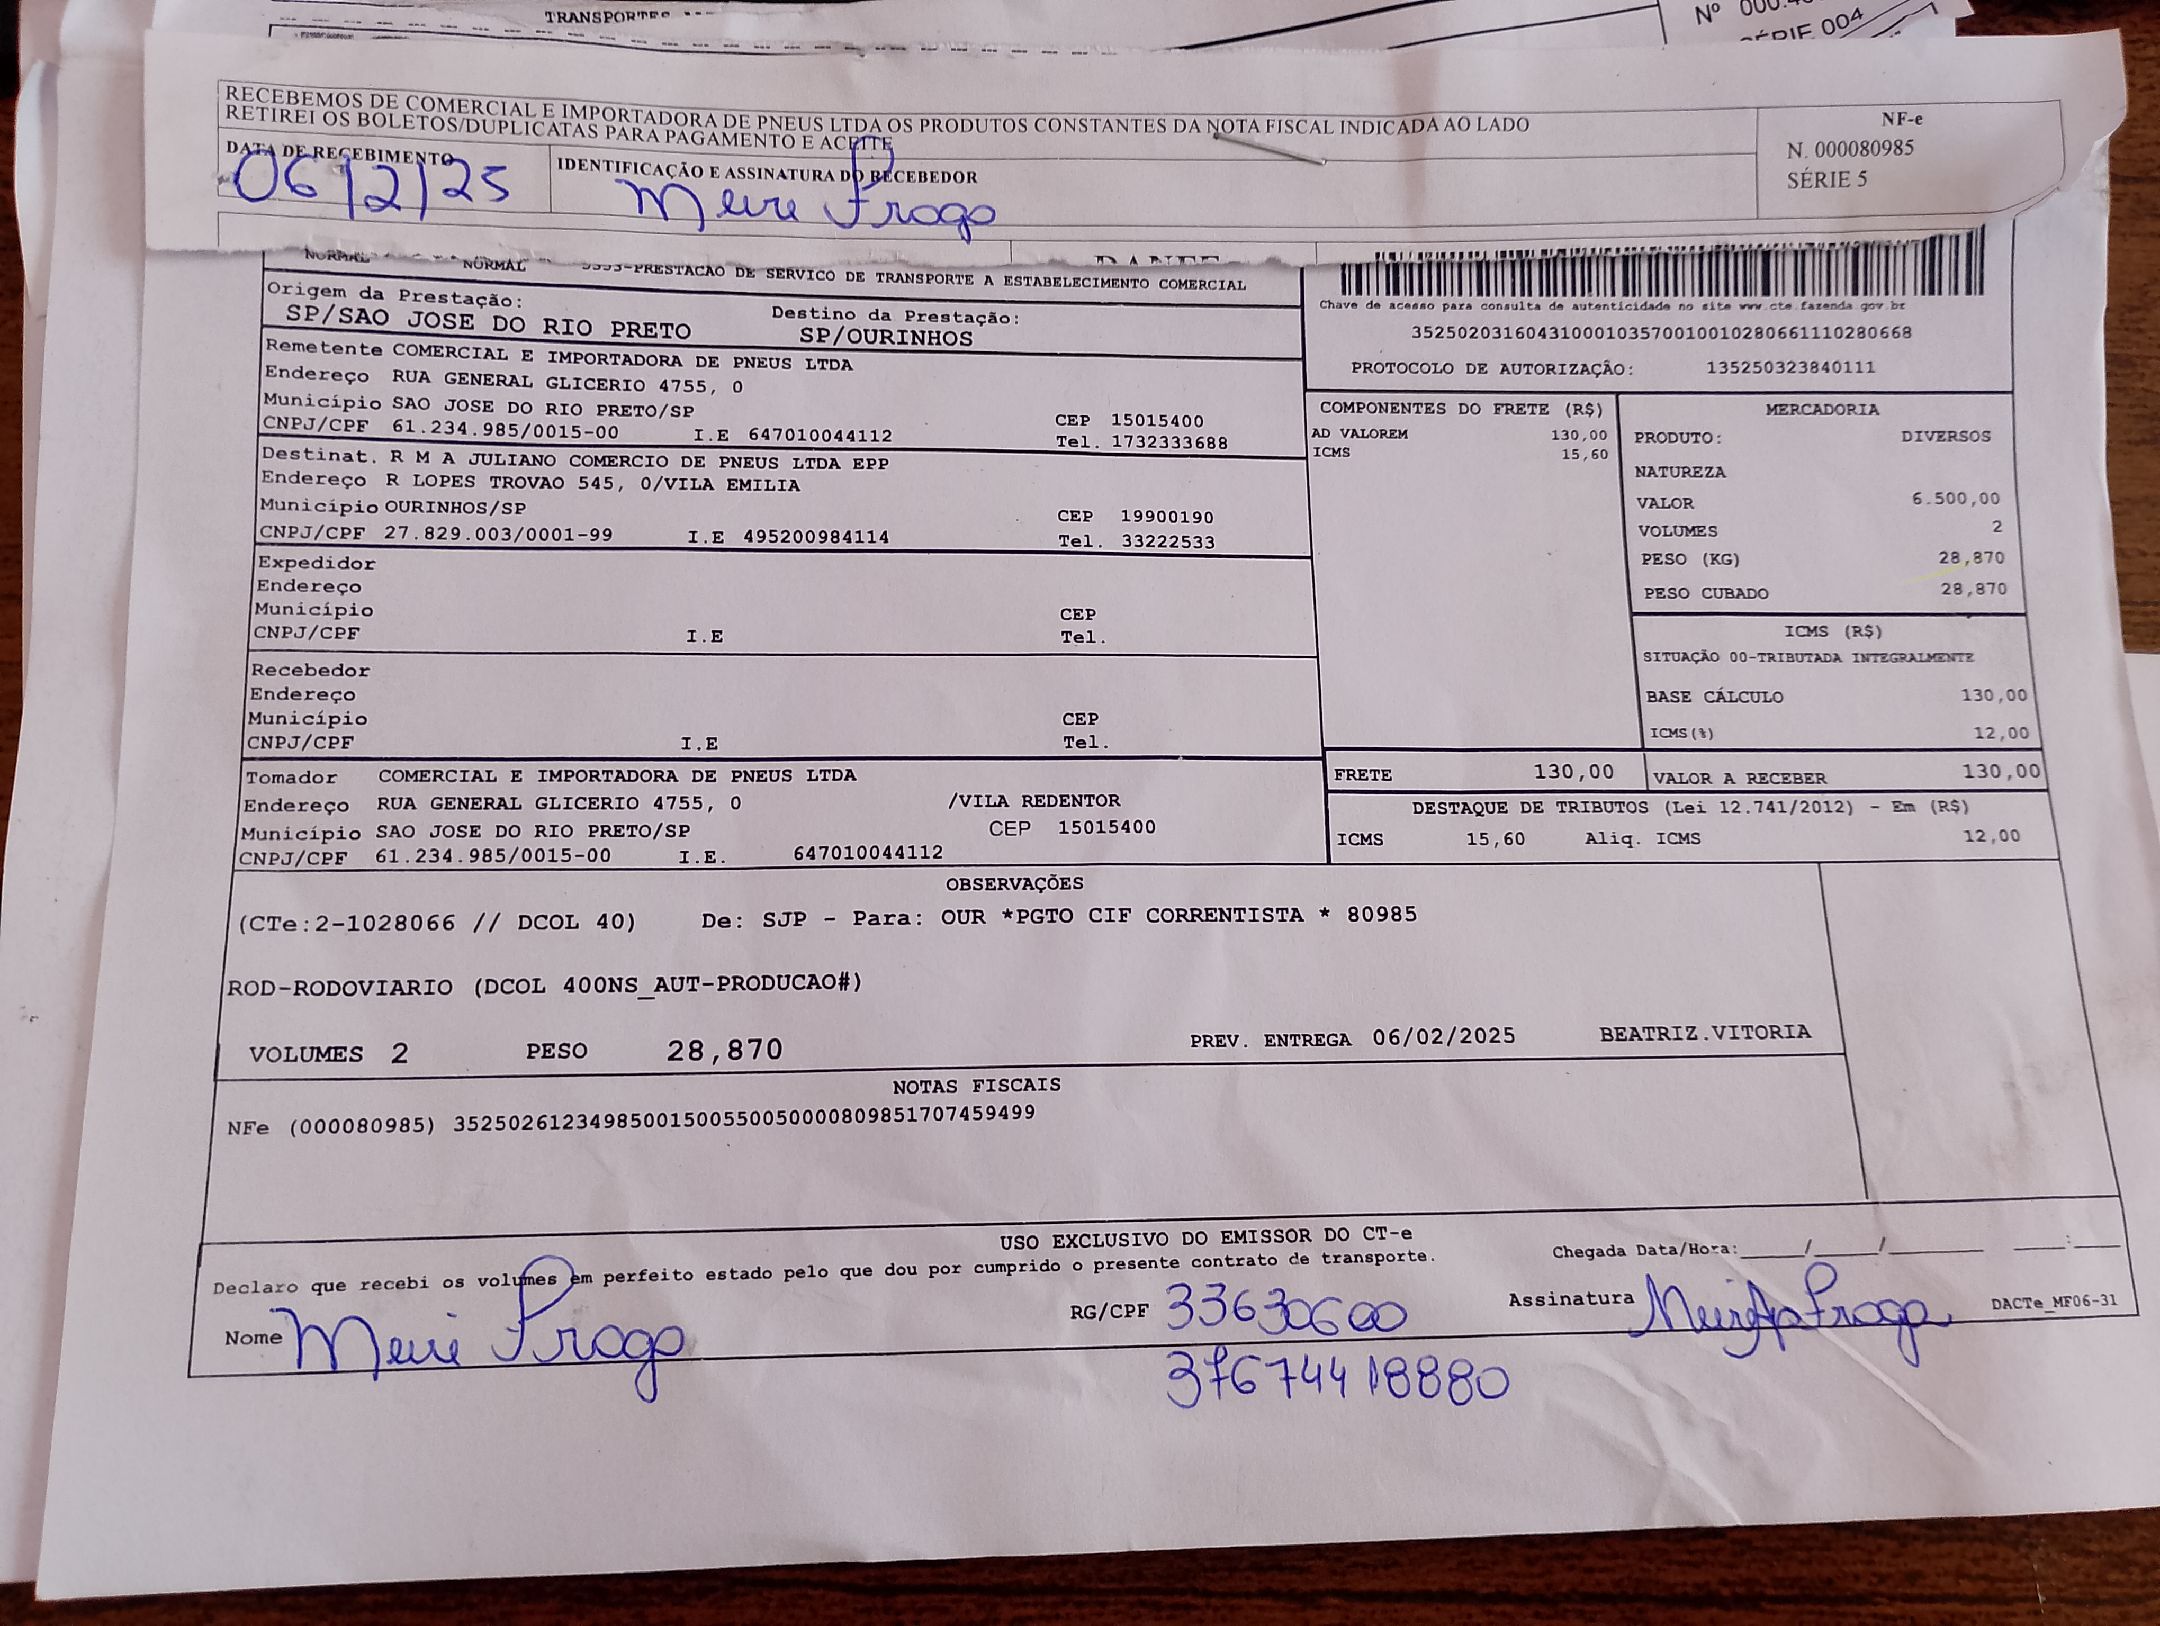 TRANSPORTES
Nº 000.4
SÉRIE 004
RECEBEMOS DE COMERCIAL E IMPORTADORA DE PNEUS LTDA OS PRODUTOS CONSTANTES DA NOTA FISCAL INDICADA AO LADO
RETIREI OS BOLETOS/DUPLICATAS PARA PAGAMENTO E ACEITE
DATA DE RECEBIMENTO
06/2/25
IDENTIFICAÇÃO E ASSINATURA DO RECEBEDOR
Meire Fraga
NF-e
N. 000080985
SÉRIE 5
NORMAL NORMAL 5353-PRESTACAO DE SERVICO DE TRANSPORTE A ESTABELECIMENTO COMERCIAL
DANFE
Origem da Prestação:
SP/SAO JOSE DO RIO PRETO
Destino da Prestação:
SP/OURINHOS
Chave de acesso para consulta de autenticidade no site www.cte.fazenda.gov.br
35250203160431000103570010010280661110280668
PROTOCOLO DE AUTORIZAÇÃO: 135250323840111
Remetente COMERCIAL E IMPORTADORA DE PNEUS LTDA
Endereço RUA GENERAL GLICERIO 4755, 0
Município SAO JOSE DO RIO PRETO/SP CEP 15015400
CNPJ/CPF 61.234.985/0015-00 I.E 647010044112 Tel. 1732333688
Destinat. R M A JULIANO COMERCIO DE PNEUS LTDA EPP
Endereço R LOPES TROVAO 545, 0/VILA EMILIA
Município OURINHOS/SP CEP 19900190
CNPJ/CPF 27.829.003/0001-99 I.E 495200984114 Tel. 33222533
Expedidor
Endereço
Município CEP
CNPJ/CPF I.E Tel.
Recebedor
Endereço
Município CEP
CNPJ/CPF I.E Tel.
Tomador COMERCIAL E IMPORTADORA DE PNEUS LTDA
Endereço RUA GENERAL GLICERIO 4755, 0 /VILA REDENTOR
Município SAO JOSE DO RIO PRETO/SP CEP 15015400
CNPJ/CPF 61.234.985/0015-00 I.E. 647010044112
COMPONENTES DO FRETE (R$)
AD VALOREM 130,00
ICMS 15,60
MERCADORIA
PRODUTO: DIVERSOS
NATUREZA
VALOR 6.500,00
VOLUMES 2
PESO (KG) 28,870
PESO CUBADO 28,870
ICMS (R$)
SITUAÇÃO 00-TRIBUTADA INTEGRALMENTE
BASE CÁLCULO 130,00
ICMS(%) 12,00
FRETE 130,00 VALOR A RECEBER 130,00
DESTAQUE DE TRIBUTOS (Lei 12.741/2012) - Em (R$)
ICMS 15,60 Aliq. ICMS 12,00
OBSERVAÇÕES
(CTe:2-1028066 // DCOL 40) De: SJP - Para: OUR *PGTO CIF CORRENTISTA * 80985
ROD-RODOVIARIO (DCOL 400NS_AUT-PRODUCAO#)
VOLUMES 2 PESO 28,870 PREV. ENTREGA 06/02/2025 BEATRIZ.VITORIA
NOTAS FISCAIS
NFe (000080985) 35250261234985001500550050000809851707459499
USO EXCLUSIVO DO EMISSOR DO CT-e
Declaro que recebi os volumes em perfeito estado pelo que dou por cumprido o presente contrato de transporte.
Chegada Data/Hora:____/____/______ ___:___
Nome Meire Fraga
RG/CPF 33630600
37674418880
Assinatura Meire Ap Fraga
DACTe_MF06-31